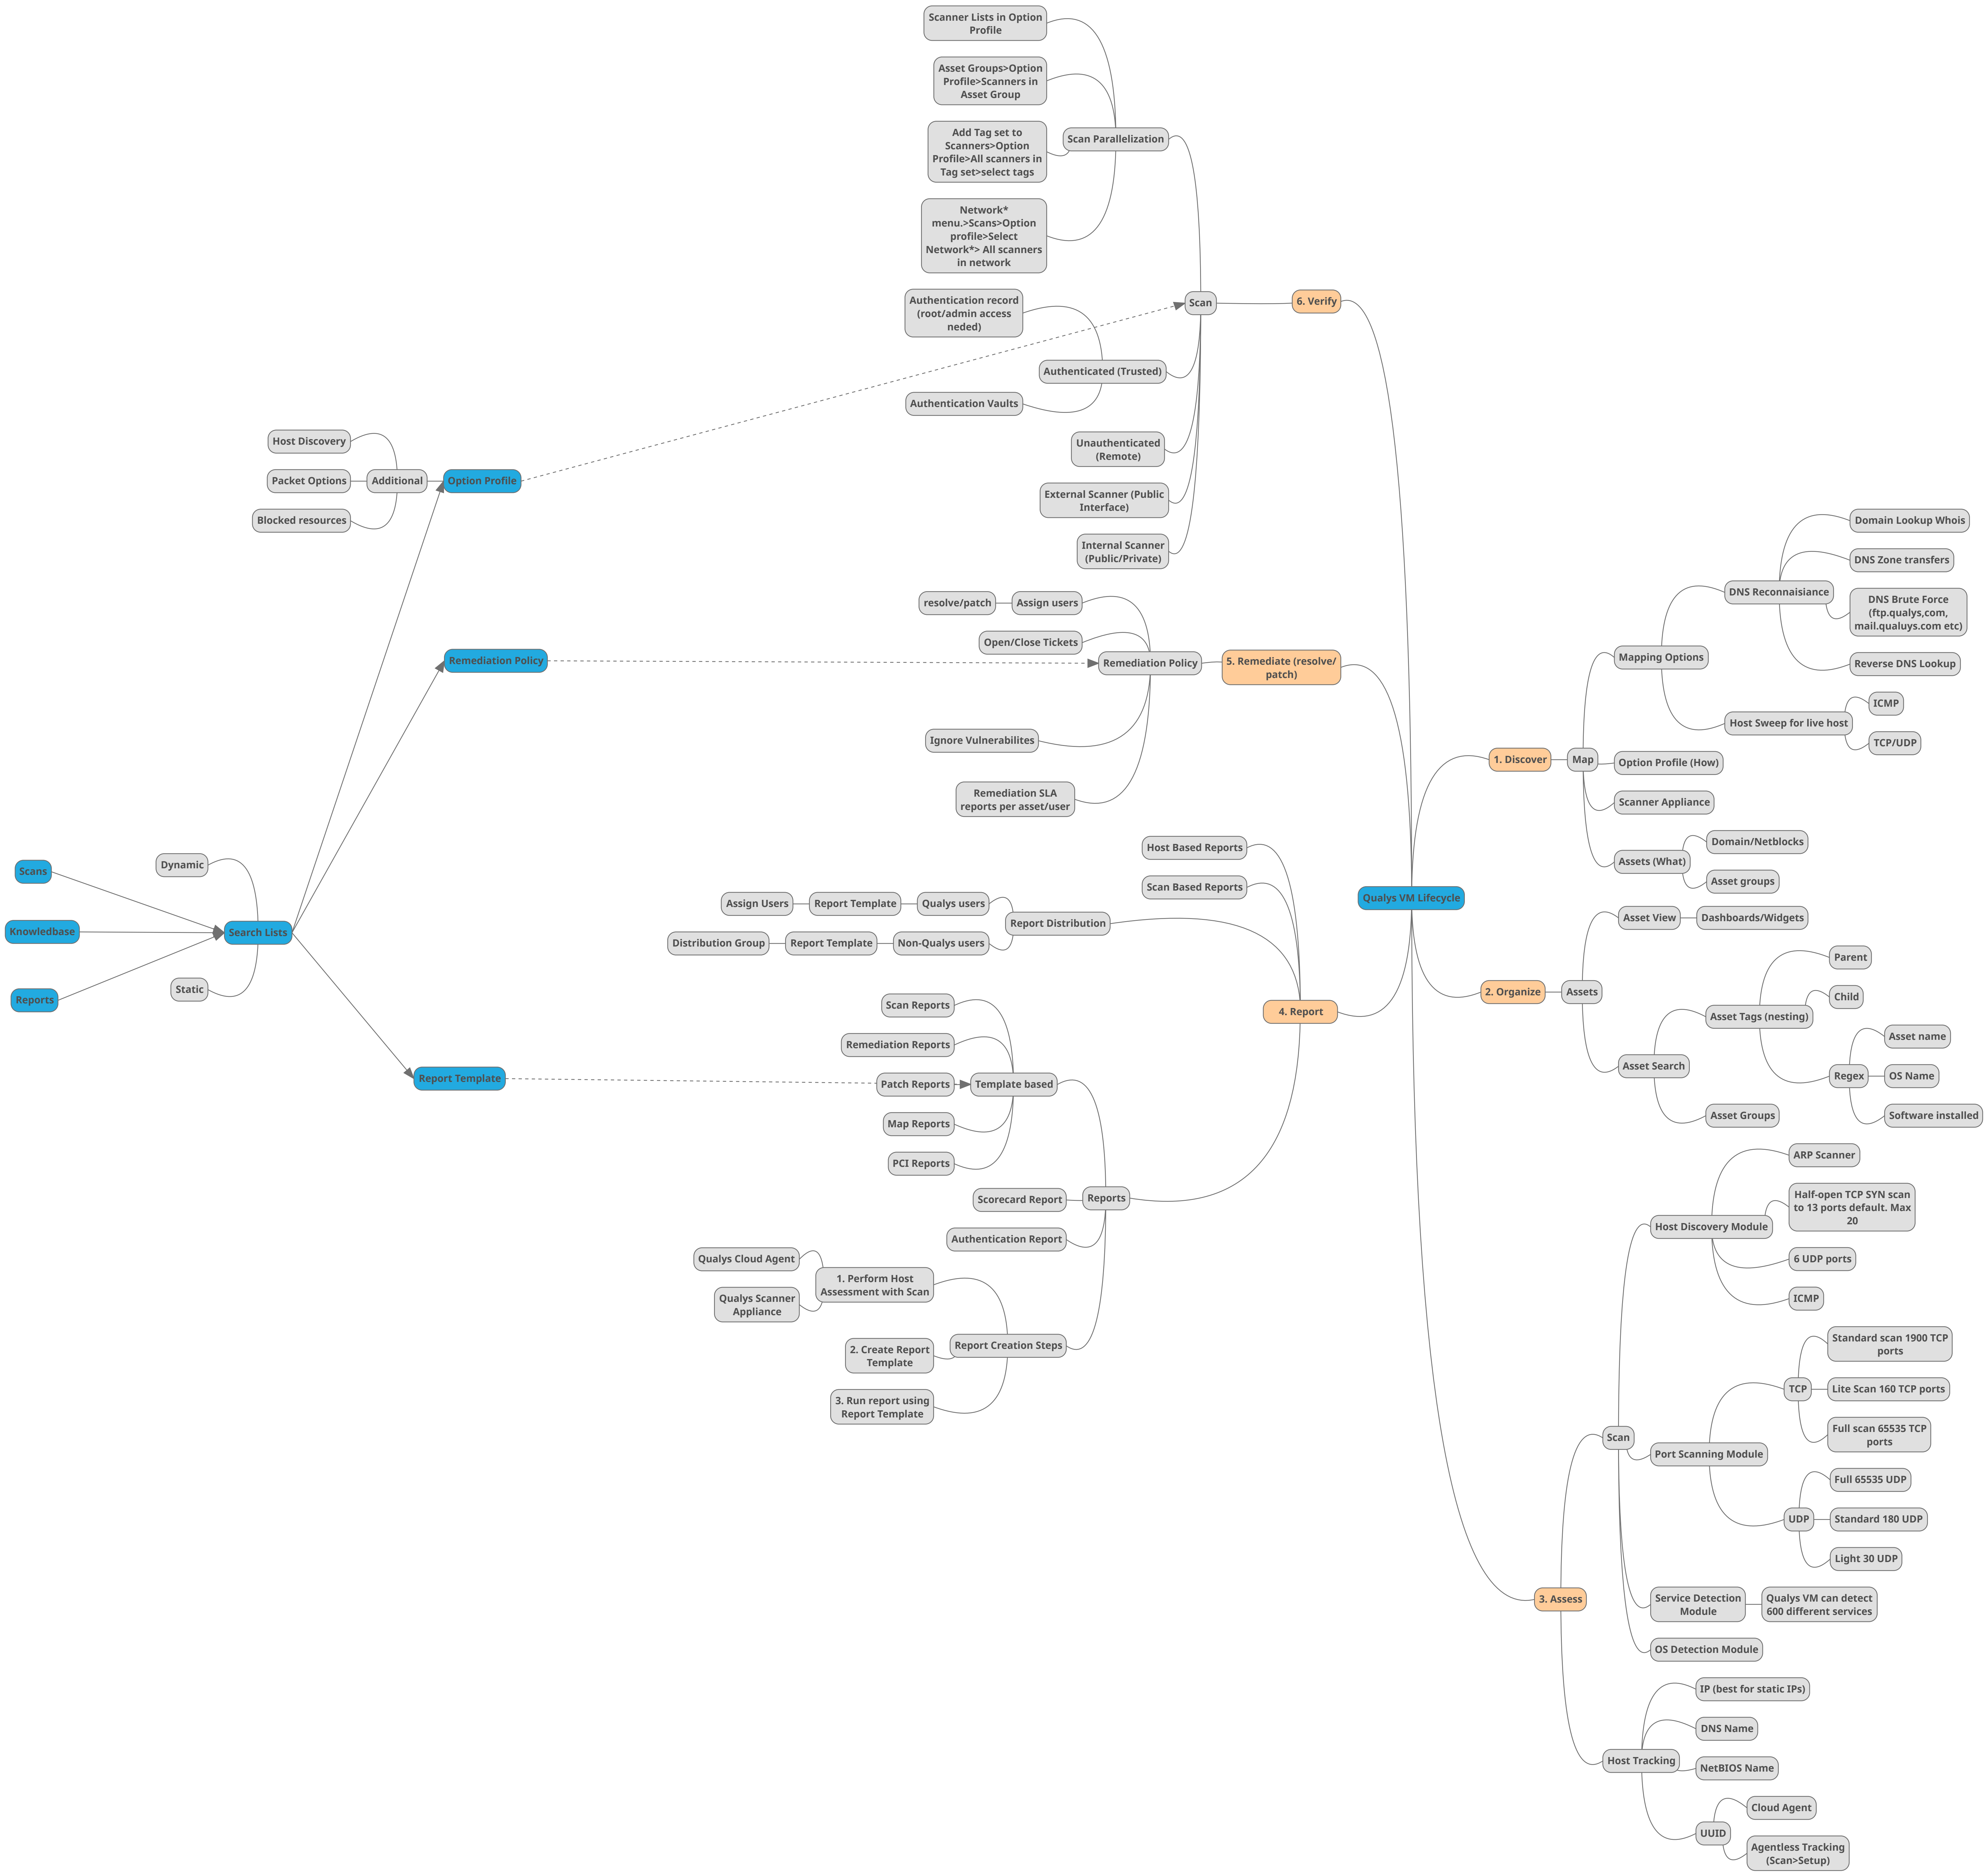 Scanner Lists in Option
Profile
Asset Groups>Option
Profile>Scanners in
Asset Group
Add Tag set to
Scanners>Option
Profile>All scanners in
Tag set>select tags
Scan Parallelization
Network*
menu.>Scans>Option
profile>Select
Network*> All scanners
in network
Scan
6. Verify
Authentication record
(root/admin access
neded)
Authenticated (Trusted)
Authentication Vaults
Unauthenticated
(Remote)
External Scanner (Public
Interface)
Internal Scanner
(Public/Private)
Host Discovery
Packet Options
Blocked resources
Additional
Option Profile
resolve/patch
Assign users
Open/Close Tickets
Remediation Policy
Remediation Policy
5. Remediate (resolve/
patch)
Ignore Vulnerabilites
Remediation SLA
reports per asset/user
Scans
Knowledbase
Reports
Dynamic
Search Lists
Static
Report Template
Host Based Reports
Scan Based Reports
Assign Users
Report Template
Qualys users
Report Distribution
Distribution Group
Report Template
Non-Qualys users
4. Report
Scan Reports
Remediation Reports
Patch Reports
Template based
Map Reports
PCI Reports
Scorecard Report
Reports
Authentication Report
Qualys Cloud Agent
1. Perform Host
Assessment with Scan
Qualys Scanner
Appliance
Report Creation Steps
2. Create Report
Template
3. Run report using
Report Template
Qualys VM Lifecycle
1. Discover
Map
Mapping Options
DNS Reconnaisiance
Domain Lookup Whois
DNS Zone transfers
DNS Brute Force
(ftp.qualys,com,
mail.qualuys.com etc)
Reverse DNS Lookup
Host Sweep for live host
ICMP
TCP/UDP
Option Profile (How)
Scanner Appliance
Assets (What)
Domain/Netblocks
Asset groups
2. Organize
Assets
Asset View
Dashboards/Widgets
Asset Search
Asset Tags (nesting)
Parent
Child
Regex
Asset name
OS Name
Software installed
Asset Groups
3. Assess
Scan
Host Discovery Module
ARP Scanner
Half-open TCP SYN scan
to 13 ports default. Max
20
6 UDP ports
ICMP
Port Scanning Module
TCP
Standard scan 1900 TCP
ports
Lite Scan 160 TCP ports
Full scan 65535 TCP
ports
UDP
Full 65535 UDP
Standard 180 UDP
Light 30 UDP
Service Detection
Module
Qualys VM can detect
600 different services
OS Detection Module
Host Tracking
IP (best for static IPs)
DNS Name
NetBIOS Name
UUID
Cloud Agent
Agentless Tracking
(Scan>Setup)